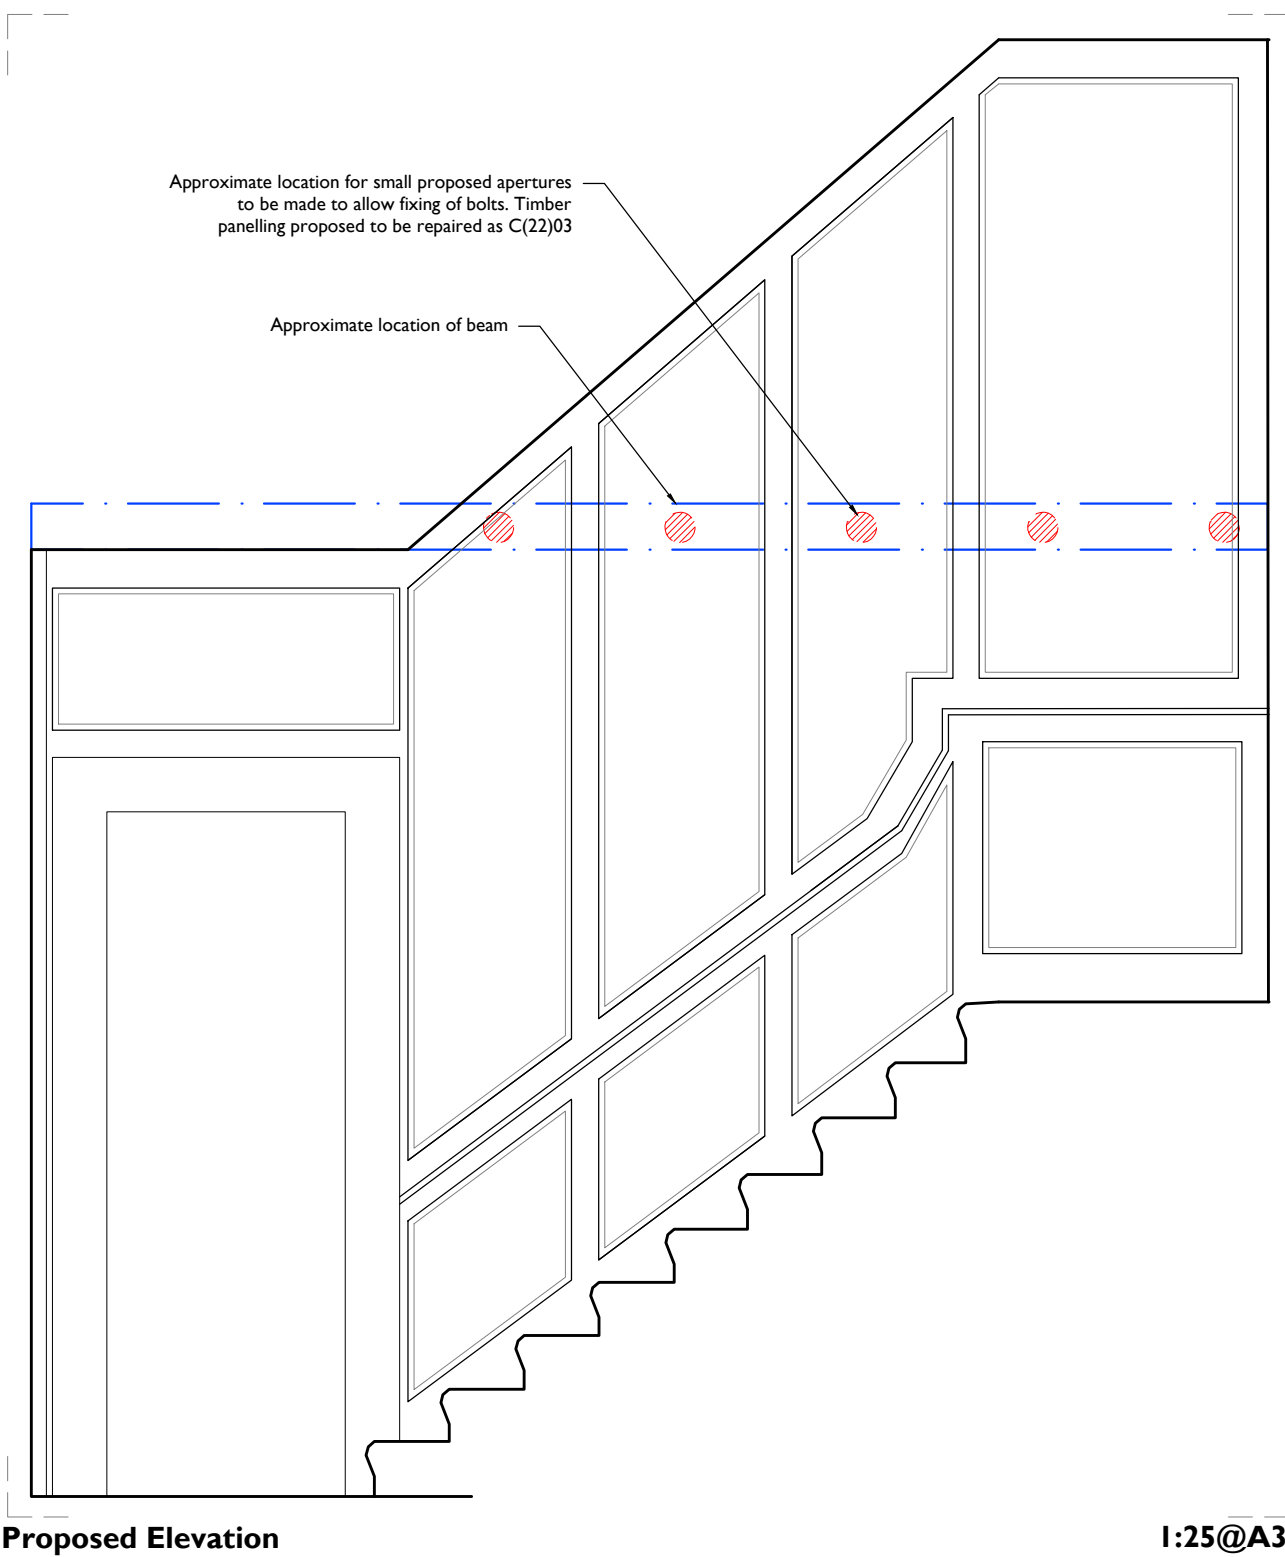 Approximate location for small proposed apertures
to be made to allow fixing of bolts. Timber
panelling proposed to be repaired as C(22)03
Approximate location of beam
Proposed Elevation
1:25@A3